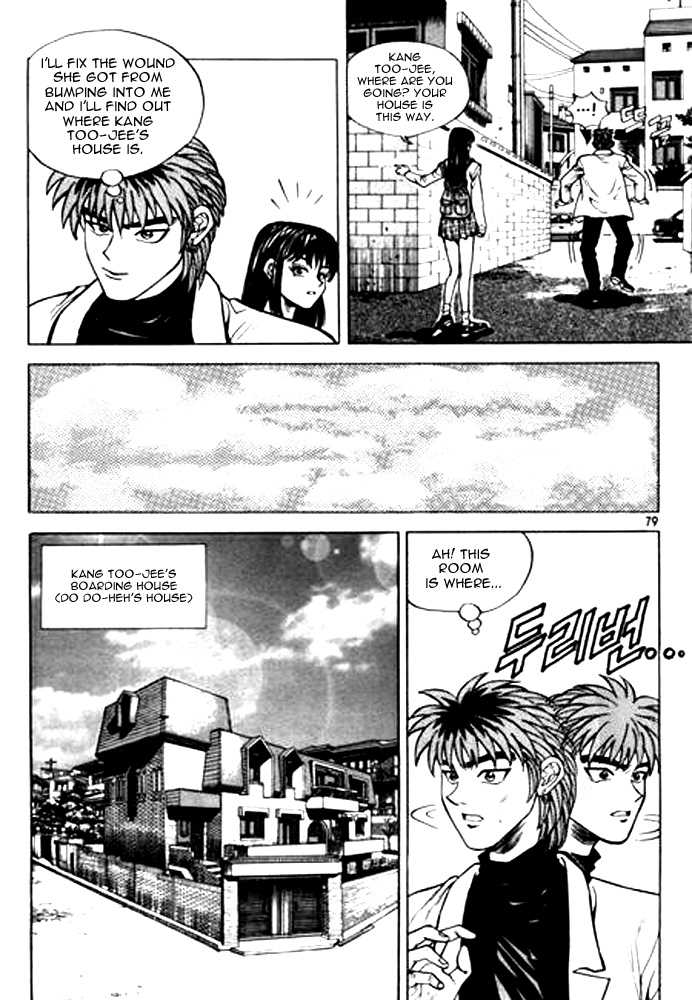 I'LL FIX THE WOUND
SHE GOT FROM
BUMPING INTO ME
AND I'LL FIND OUT
WHERE KANG
TOO-JEE'S
HOUSE IS.
KANG
TOO-JEE,
WHERE ARE YOU
GOING? YOUR
HOUSE IS
THIS WAY.
...!
79
KANG TOO-JEE'S
BOARDING HOUSE
(DO DO-HEH'S HOUSE)
AH! THIS
ROOM
IS WHERE...
두리번...